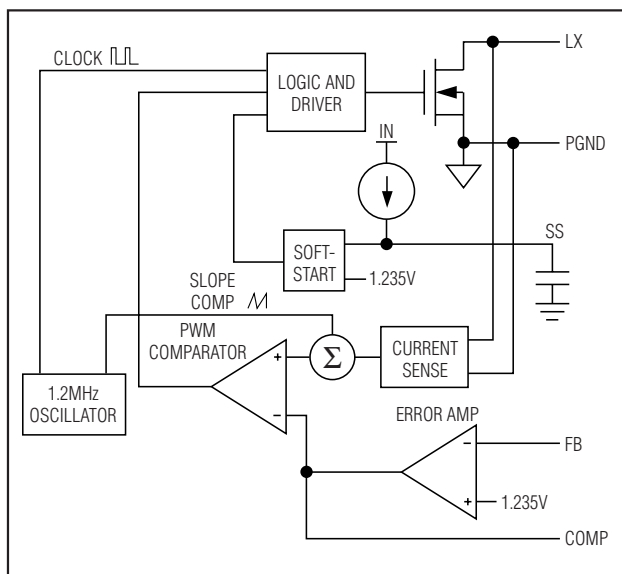 LX
CLOCK
LOGIC AND
DRIVER
IN
PGND
SS
SOFT-
START
1.235V
SLOPE
COMP
PWM
COMPARATOR
+
Σ
CURRENT
SENSE
1.2MHz
OSCILLATOR
–
ERROR AMP
–
FB
+
1.235V
COMP